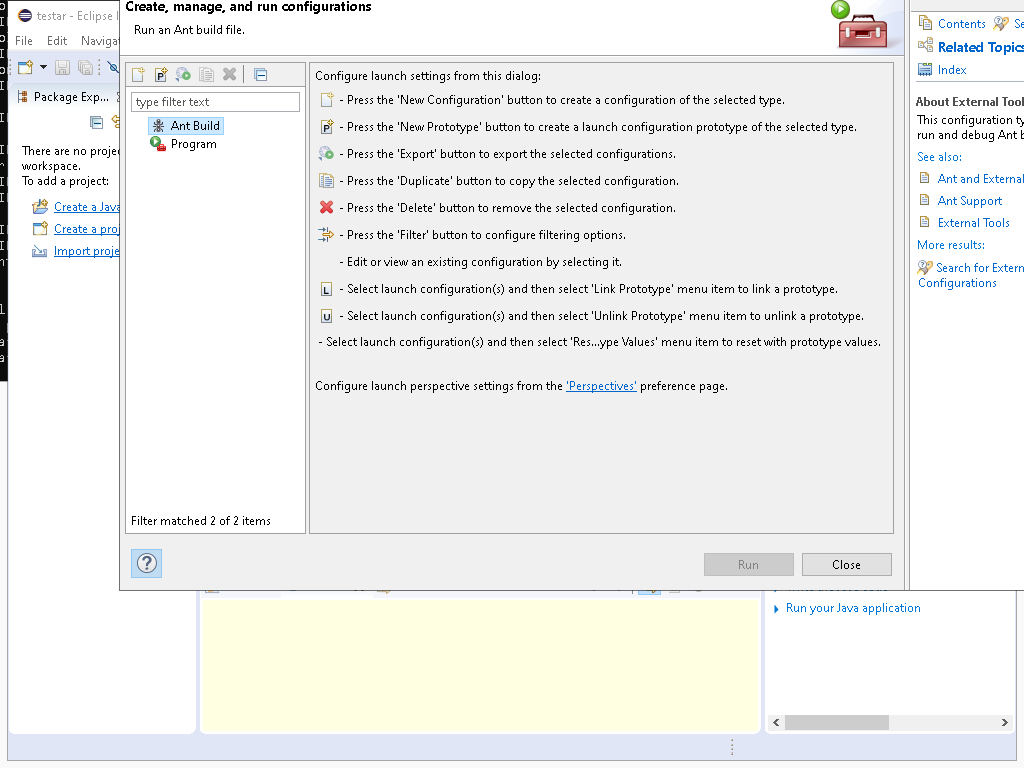 Create, manage, and run configurations
Run an Ant build file.
testar - Eclipse I
File Edit Navigat
Package Exp...
There are no projec
workspace.
To add a project:
Create a Java
Create a proj
Import proje
type filter text
Ant Build
Program
Filter matched 2 of 2 items
Configure launch settings from this dialog:
- Press the 'New Configuration' button to create a configuration of the selected type.
- Press the 'New Prototype' button to create a launch configuration prototype of the selected type.
- Press the 'Export' button to export the selected configurations.
- Press the 'Duplicate' button to copy the selected configuration.
- Press the 'Delete' button to remove the selected configuration.
- Press the 'Filter' button to configure filtering options.
- Edit or view an existing configuration by selecting it.
L - Select launch configuration(s) and then select 'Link Prototype' menu item to link a prototype.
U - Select launch configuration(s) and then select 'Unlink Prototype' menu item to unlink a prototype.
- Select launch configuration(s) and then select 'Res...ype Values' menu item to reset with prototype values.
Configure launch perspective settings from the 'Perspectives' preference page.
Run
Close
Contents Se
Related Topics
Index
About External Tool
This configuration ty
run and debug Ant b
See also:
Ant and External
Ant Support
External Tools
More results:
Search for Extern
Configurations
Run your Java application